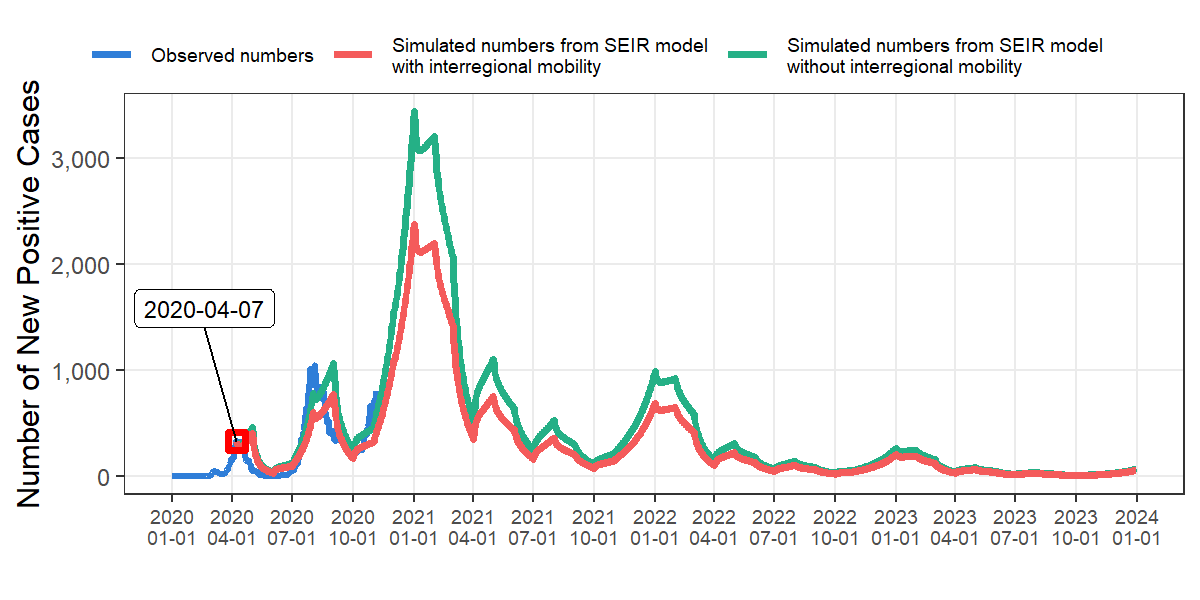 Observed numbers
Simulated numbers from SEIR model
with interregional mobility
Simulated numbers from SEIR model
without interregional mobility
Number of New Positive Cases
3,000
2,000
1,000
0
2020-04-07
2020 2020 2020 2020 2021 2021 2021 2021 2022 2022 2022 2022 2023 2023 2023 2023 2024
01-01 04-01 07-01 10-01 01-01 04-01 07-01 10-01 01-01 04-01 07-01 10-01 01-01 04-01 07-01 10-01 01-01